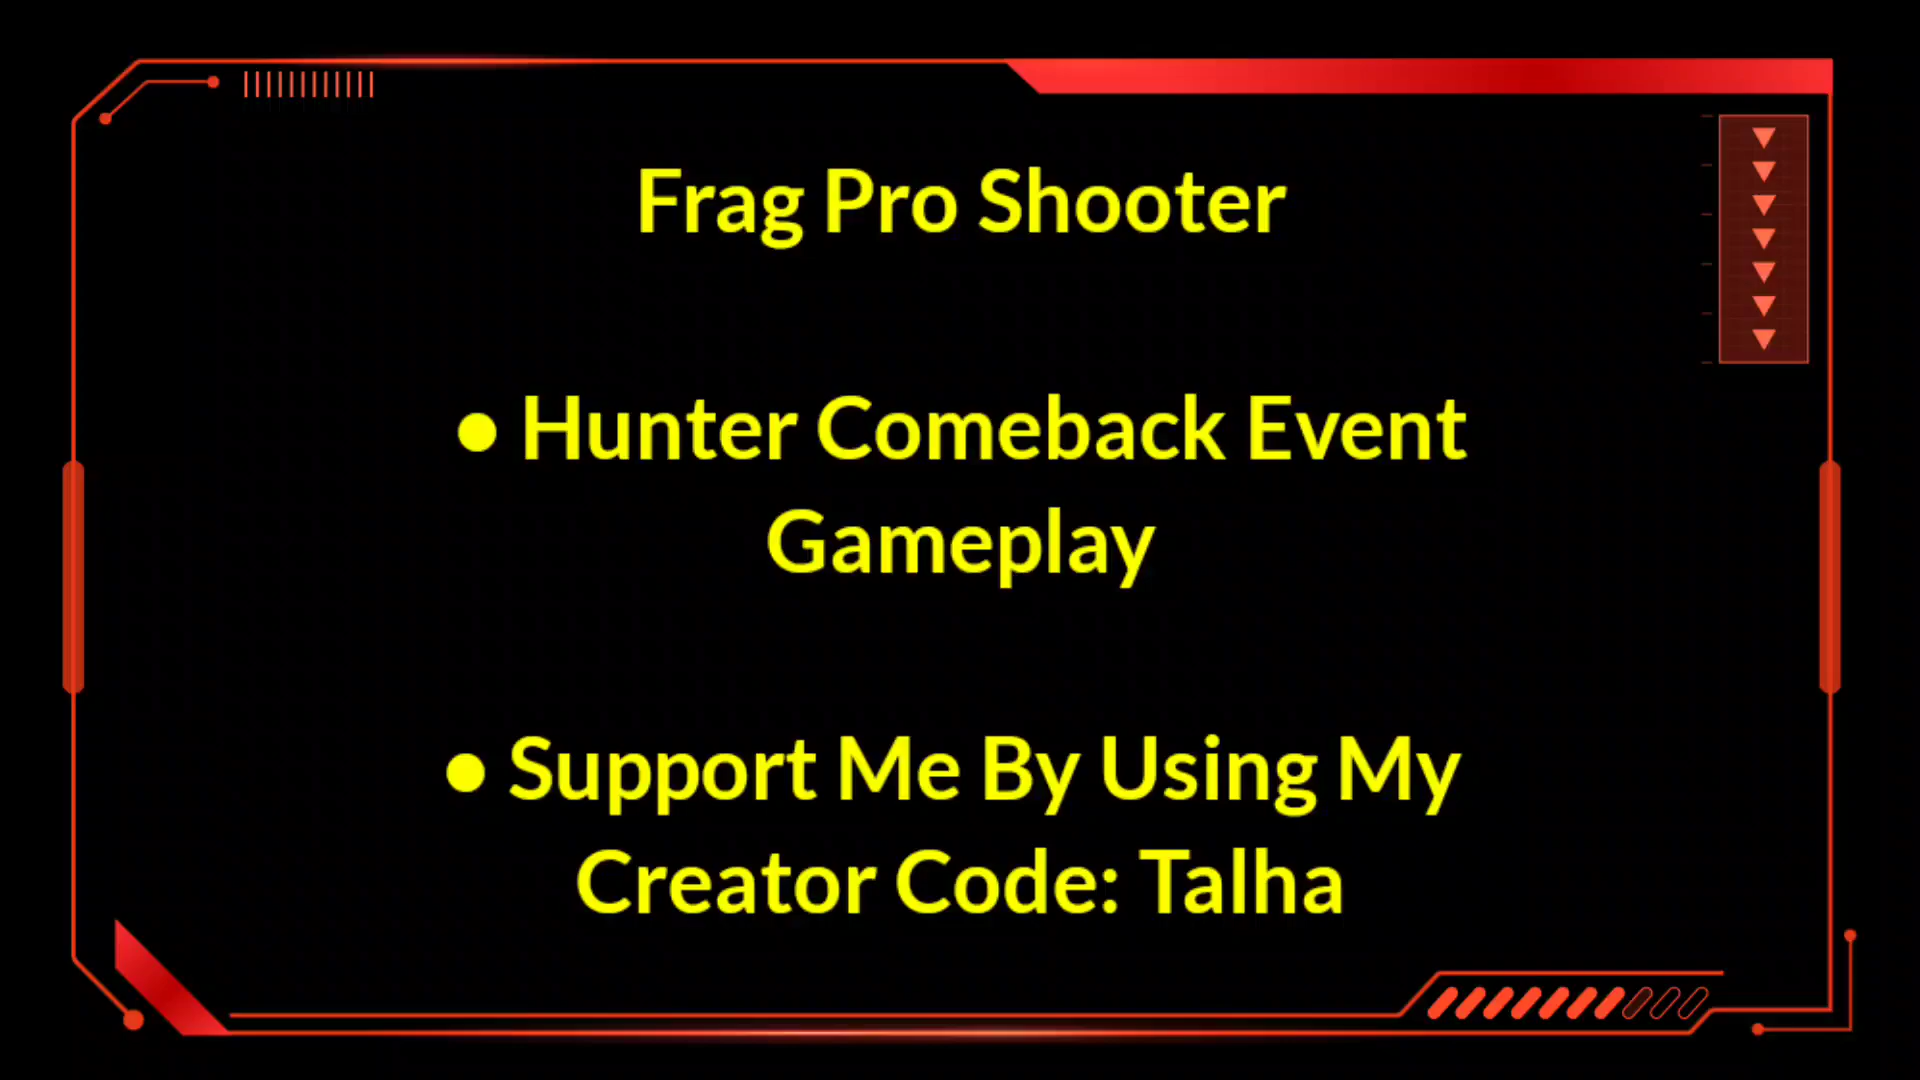 Frag Pro Shooter
● Hunter Comeback Event
Gameplay
● Support Me By Using My
Creator Code: Talha